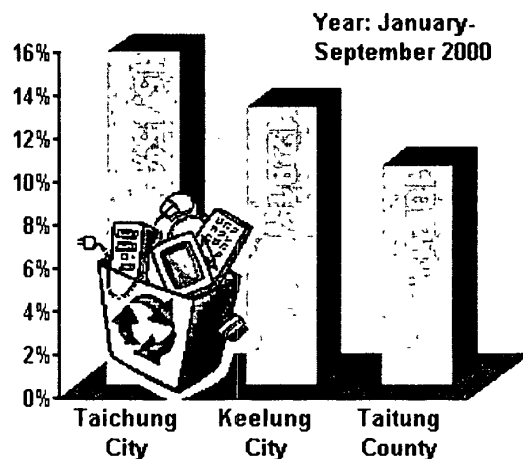 Year: January-
September 2000
16%
14%
12%
10%
8%
6%
4%
2%
0%
Taichung
City
Keelung
City
Taitung
County